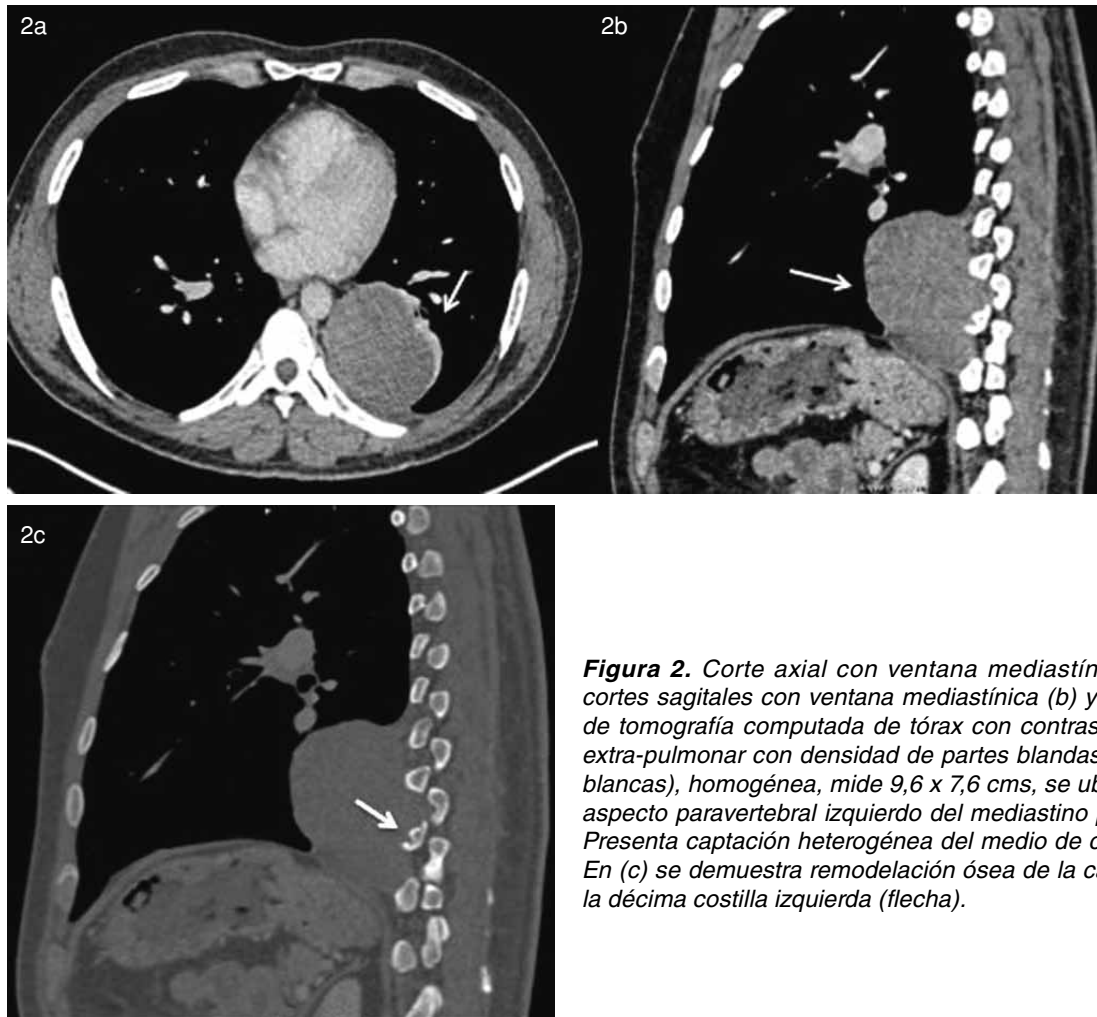 2a
2b
2c
Figura 2. Corte axial con ventana mediastín
cortes sagitales con ventana mediastínica (b) y
de tomografía computada de tórax con contras
extra-pulmonar con densidad de partes blandas
blancas), homogénea, mide 9,6 x 7,6 cms, se ub
aspecto paravertebral izquierdo del mediastino
Presenta captación heterogénea del medio de
En (c) se demuestra remodelación ósea de la
la décima costilla izquierda (flecha).